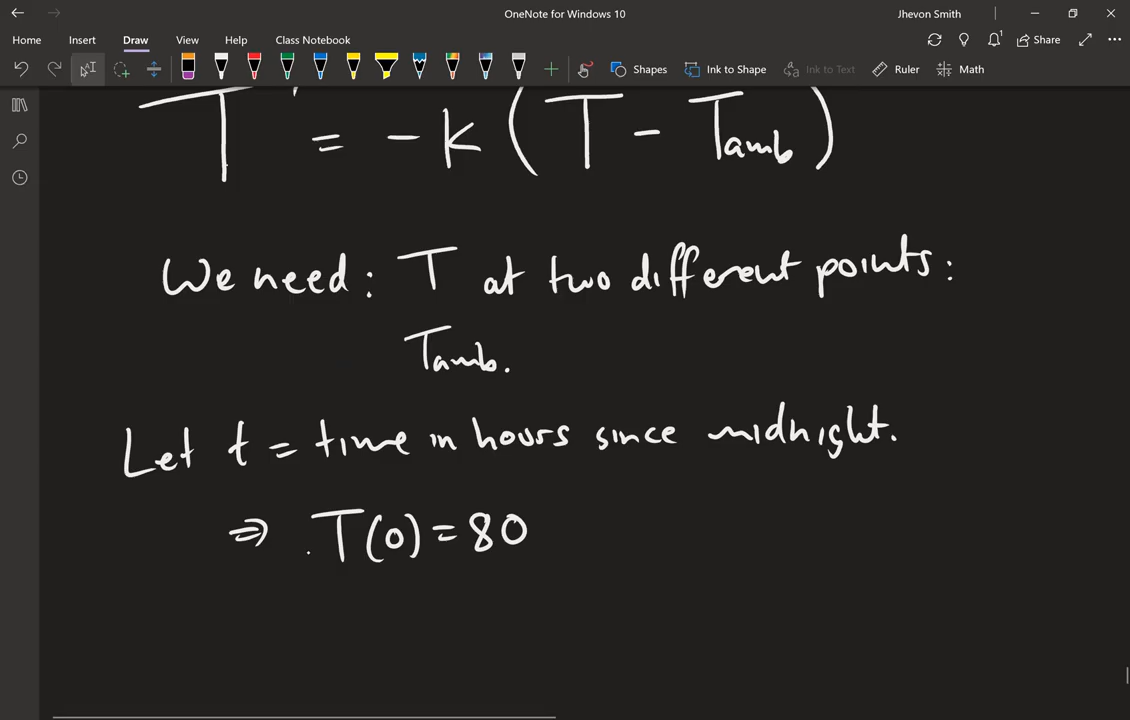 OneNote for Windows 10
Jhevon Smith
Home Insert Draw View Help Class Notebook
Share
Shapes Ink to Shape Ink to Text Ruler Math
T' = -k (T - Tamb)
We need: T at two different points:
Tamb.
Let t = time in hours since midnight.
⇒ T(0) = 80